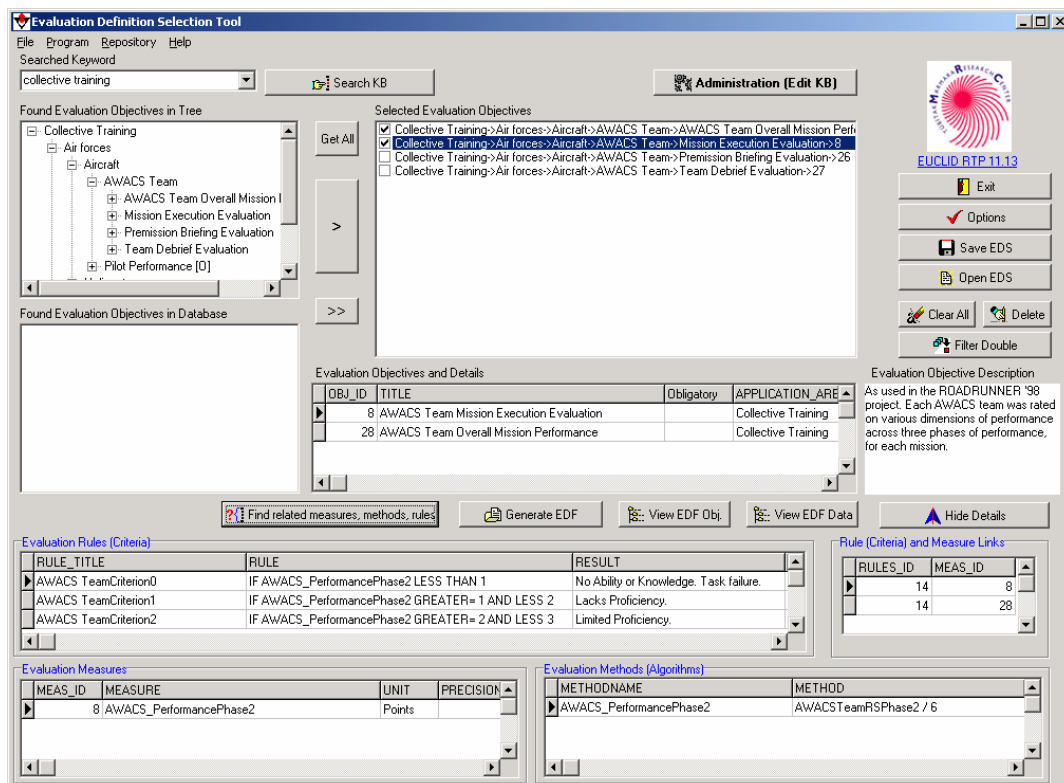 Evaluation Definition Selection Tool
File Program Repository Help
Searched Keyword
collective training
Search KB
Administration (Edit KB)
TUBITAK MARMARA RESEARCH CENTER
EUCLID RTP 11.13
Found Evaluation Objectives in Tree
Collective Training
Air forces
Aircraft
AWACS Team
AWACS Team Overall Mission I
Mission Execution Evaluation
Premission Briefing Evaluation
Team Debrief Evaluation
Pilot Performance [0]
Get All
>
>>
Selected Evaluation Objectives
Collective Training->Air forces->Aircraft->AWACS Team->AWACS Team Overall Mission Perf
Collective Training->Air forces->Aircraft->AWACS Team->Mission Execution Evaluation->8
Collective Training->Air forces->Aircraft->AWACS Team->Premission Briefing Evaluation->26
Collective Training->Air forces->Aircraft->AWACS Team->Team Debrief Evaluation->27
Exit
Options
Save EDS
Open EDS
Clear All Delete
Filter Double
Found Evaluation Objectives in Database
Evaluation Objectives and Details
OBJ_ID TITLE Obligatory APPLICATION_ARE
8 AWACS Team Mission Execution Evaluation Collective Training
28 AWACS Team Overall Mission Performance Collective Training
Evaluation Objective Description
As used in the ROADRUNNER '98
project. Each AWACS team was rated
on various dimensions of performance
across three phases of performance,
for each mission.
?{ Find related measures, methods, rules
Generate EDF
View EDF Obj.
View EDF Data
Hide Details
Evaluation Rules (Criteria)
RULE_TITLE RULE RESULT
AWACS TeamCriterion0 IF AWACS_PerformancePhase2 LESS THAN 1 No Ability or Knowledge. Task failure.
AWACS TeamCriterion1 IF AWACS_PerformancePhase2 GREATER= 1 AND LESS 2 Lacks Proficiency.
AWACS TeamCriterion2 IF AWACS_PerformancePhase2 GREATER= 2 AND LESS 3 Limited Proficiency.
Rule (Criteria) and Measure Links
RULES_ID MEAS_ID
14 8
14 28
Evaluation Measures
MEAS_ID MEASURE UNIT PRECISION
8 AWACS_PerformancePhase2 Points
Evaluation Methods (Algorithms)
METHODNAME METHOD
AWACS_PerformancePhase2 AWACSTeamRSPhase2 / 6